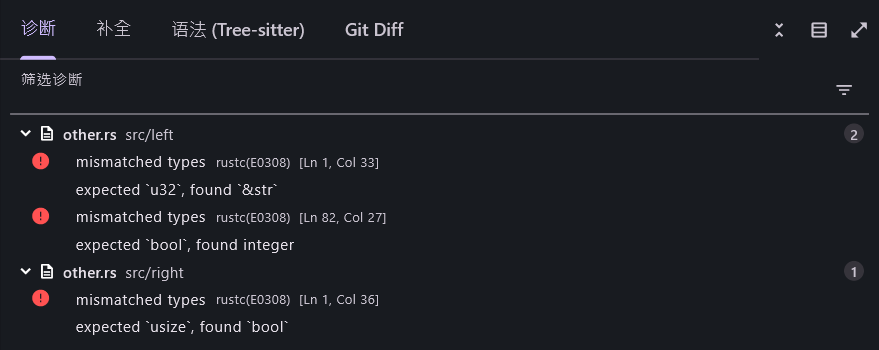 诊断 补全 语法 (Tree-sitter) Git Diff
筛选诊断
other.rs src/left 2
mismatched types rustc(E0308) [Ln 1, Col 33]
expected `u32`, found `&str`
mismatched types rustc(E0308) [Ln 82, Col 27]
expected `bool`, found integer
other.rs src/right 1
mismatched types rustc(E0308) [Ln 1, Col 36]
expected `usize`, found `bool`